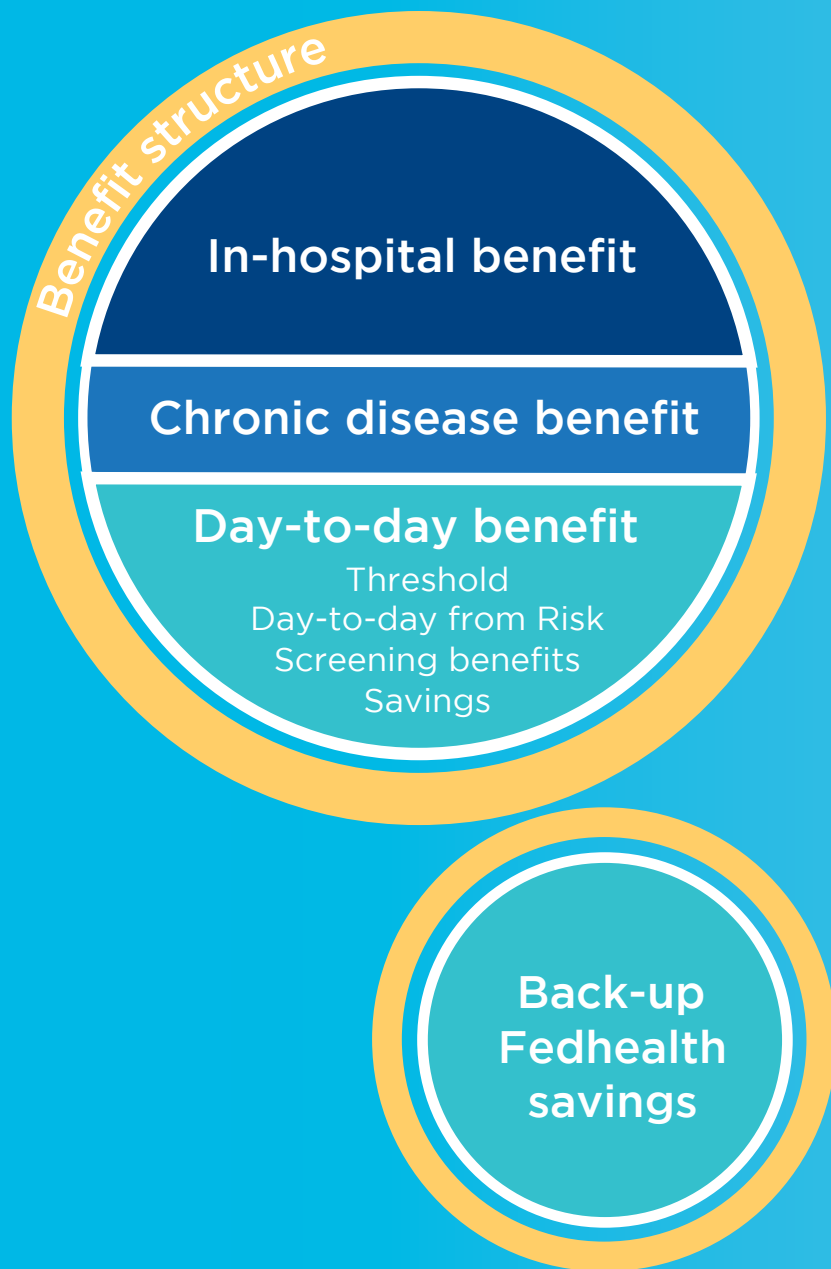 Benefit structure
In-hospital benefit
Chronic disease benefit
Day-to-day benefit
Threshold
Day-to-day from Risk
Screening benefits
Savings
Back-up
Fedhealth
savings